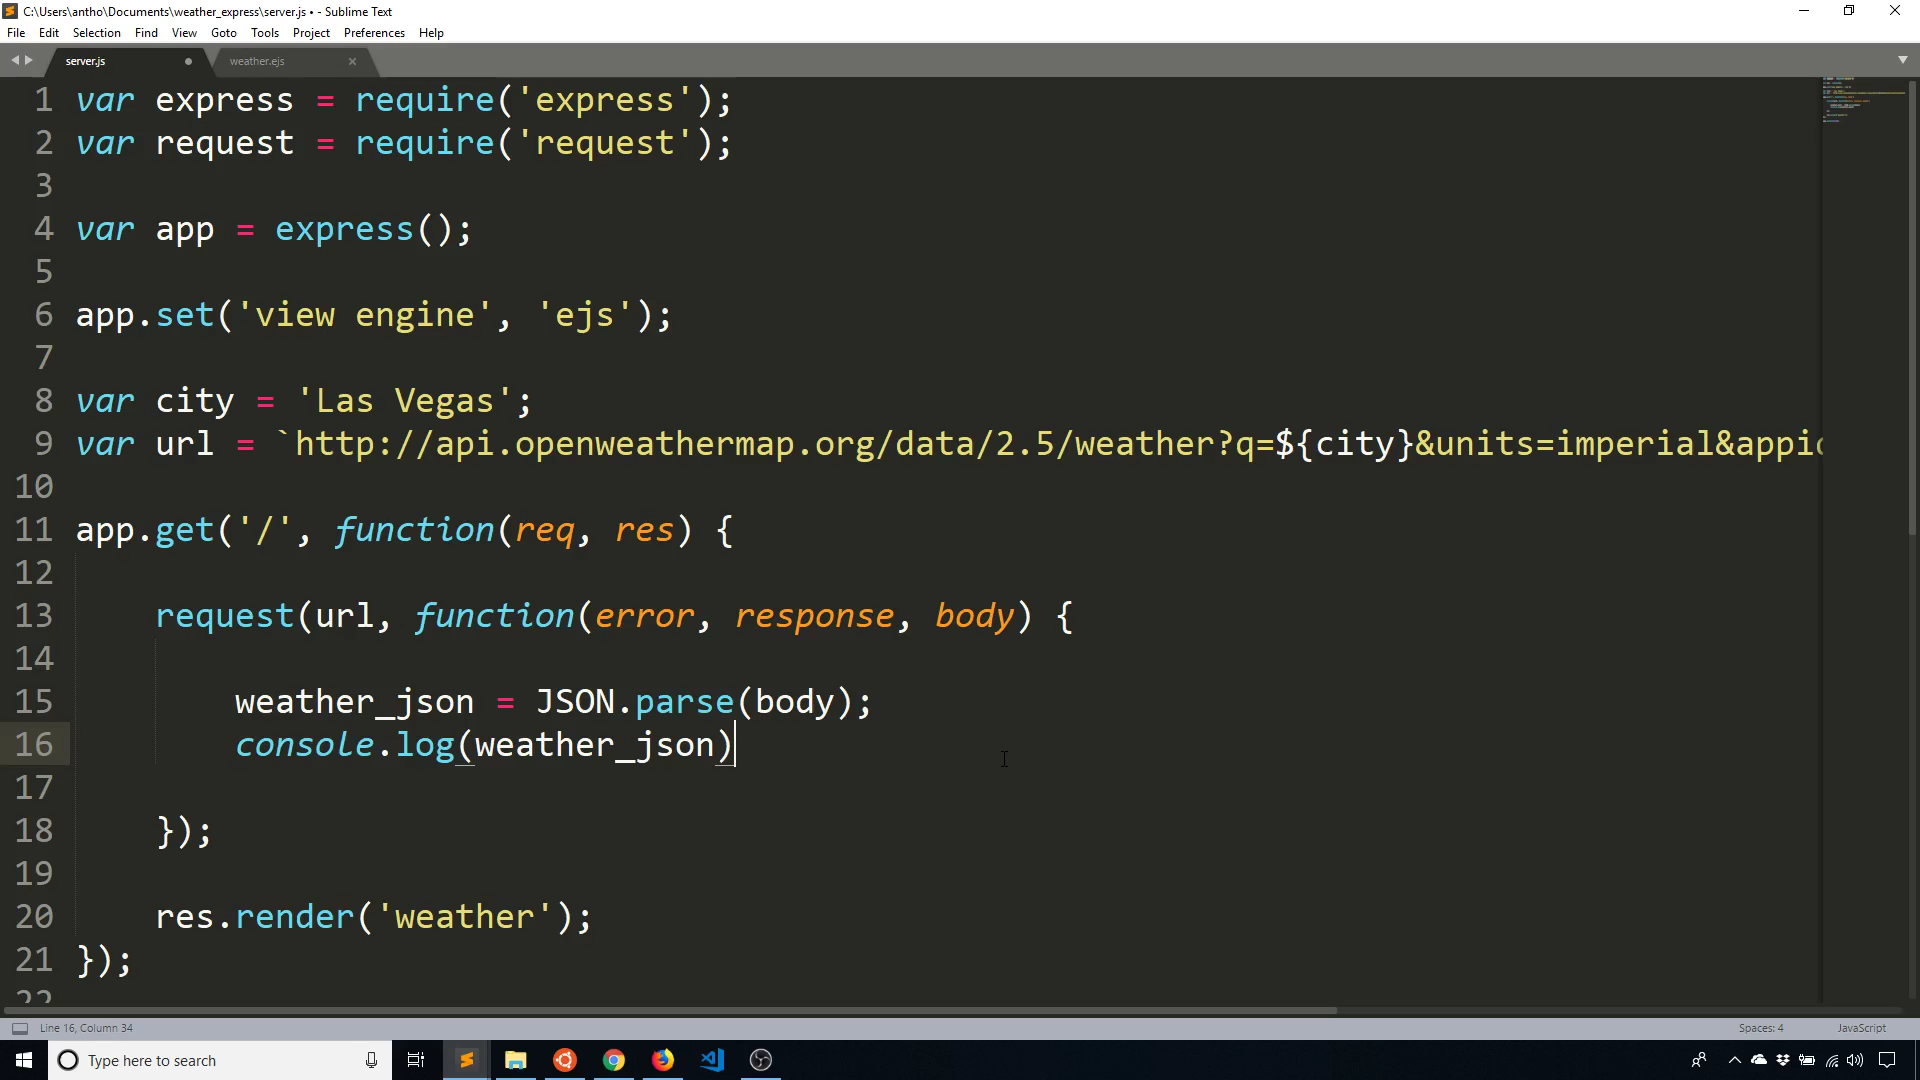 C:\Users\antho\Documents\weather_express\server.js • - Sublime Text
File Edit Selection Find View Goto Tools Project Preferences Help
server.js weather.ejs
1 var express = require('express');
2 var request = require('request');
3
4 var app = express();
5
6 app.set('view engine', 'ejs');
7
8 var city = 'Las Vegas';
9 var url = `http://api.openweathermap.org/data/2.5/weather?q=${city}&units=imperial&appi
10
11 app.get('/', function(req, res) {
12
13 request(url, function(error, response, body) {
14
15 weather_json = JSON.parse(body);
16 console.log(weather_json)
17
18 });
19
20 res.render('weather');
21 });
22
Line 16, Column 34 Spaces: 4 JavaScript
Type here to search